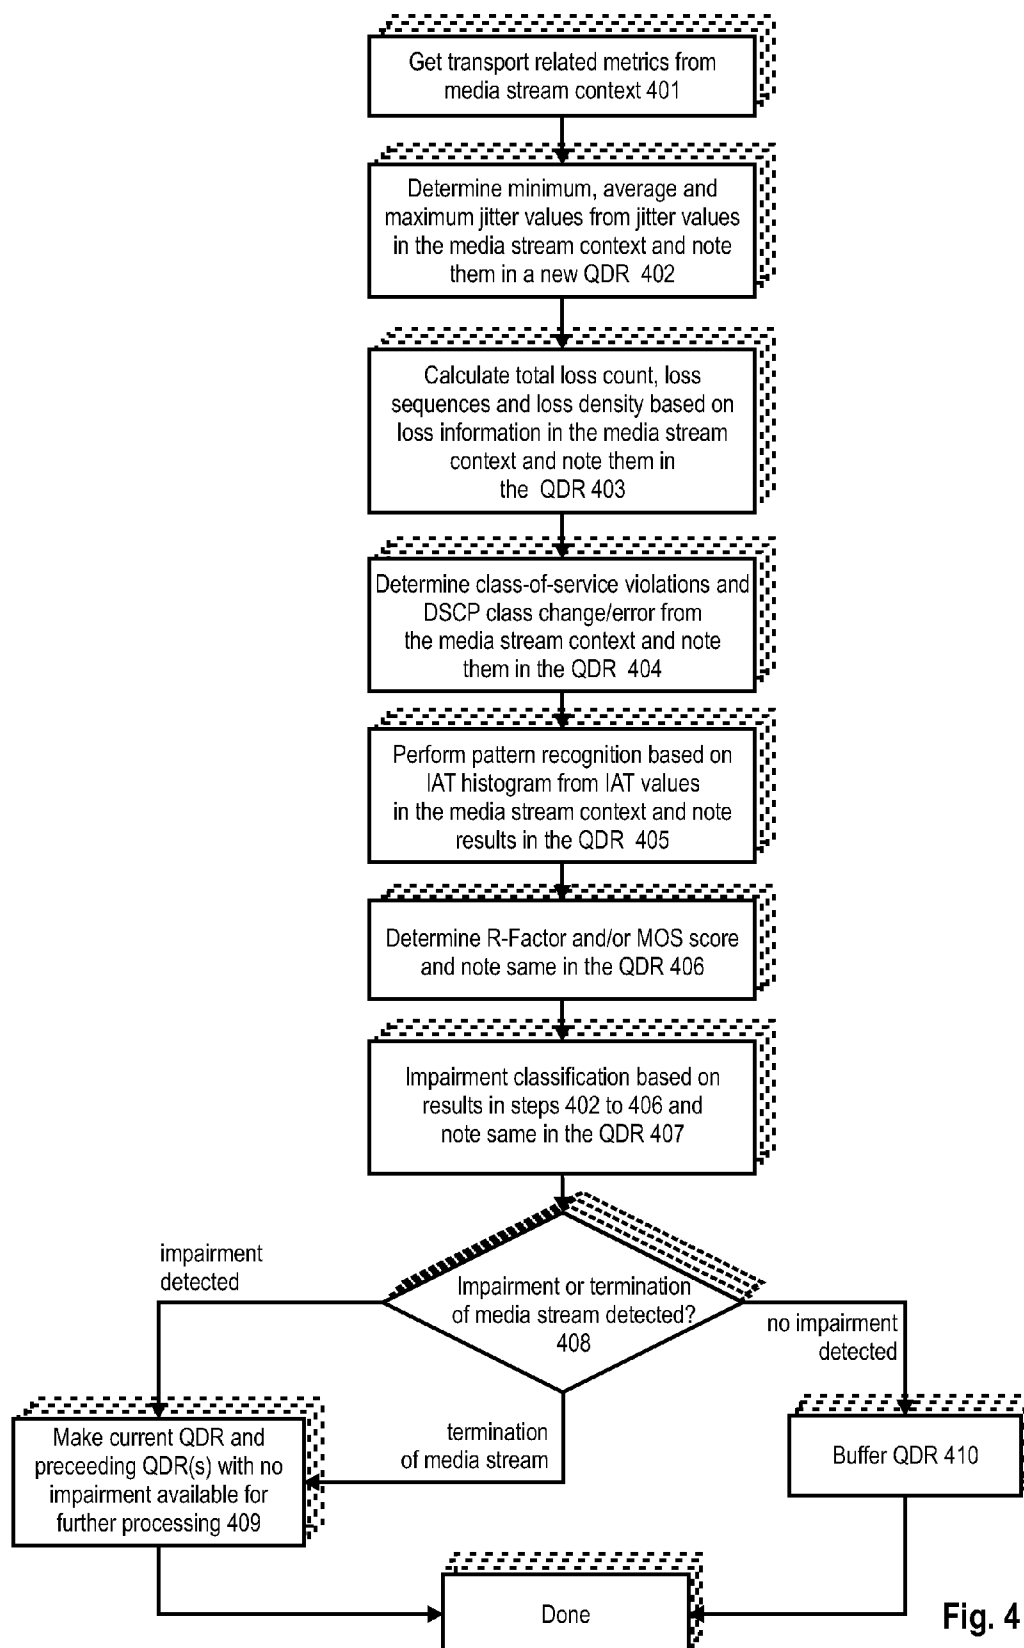 Get transport related metrics from
media stream context 401
Determine minimum, average and
maximum jitter values from jitter values
in the media stream context and note
them in a new QDR 402
Calculate total loss count, loss
sequences and loss density based on
loss information in the media stream
context and note them in
the QDR 403
Determine class-of-service violations and
DSCP class change/error from
the media stream context and note
them in the QDR 404
Perform pattern recognition based on
IAT histogram from IAT values
in the media stream context and note
results in the QDR 405
Determine R-Factor and/or MOS score
and note same in the QDR 406
Impairment classification based on
results in steps 402 to 406 and
note same in the QDR 407
impairment
detected
Impairment or termination
of media stream detected?
408
no impairment
detected
termination
of media stream
Make current QDR and
preceeding QDR(s) with no
impairment available for
further processing 409
Buffer QDR 410
Done
Fig. 4